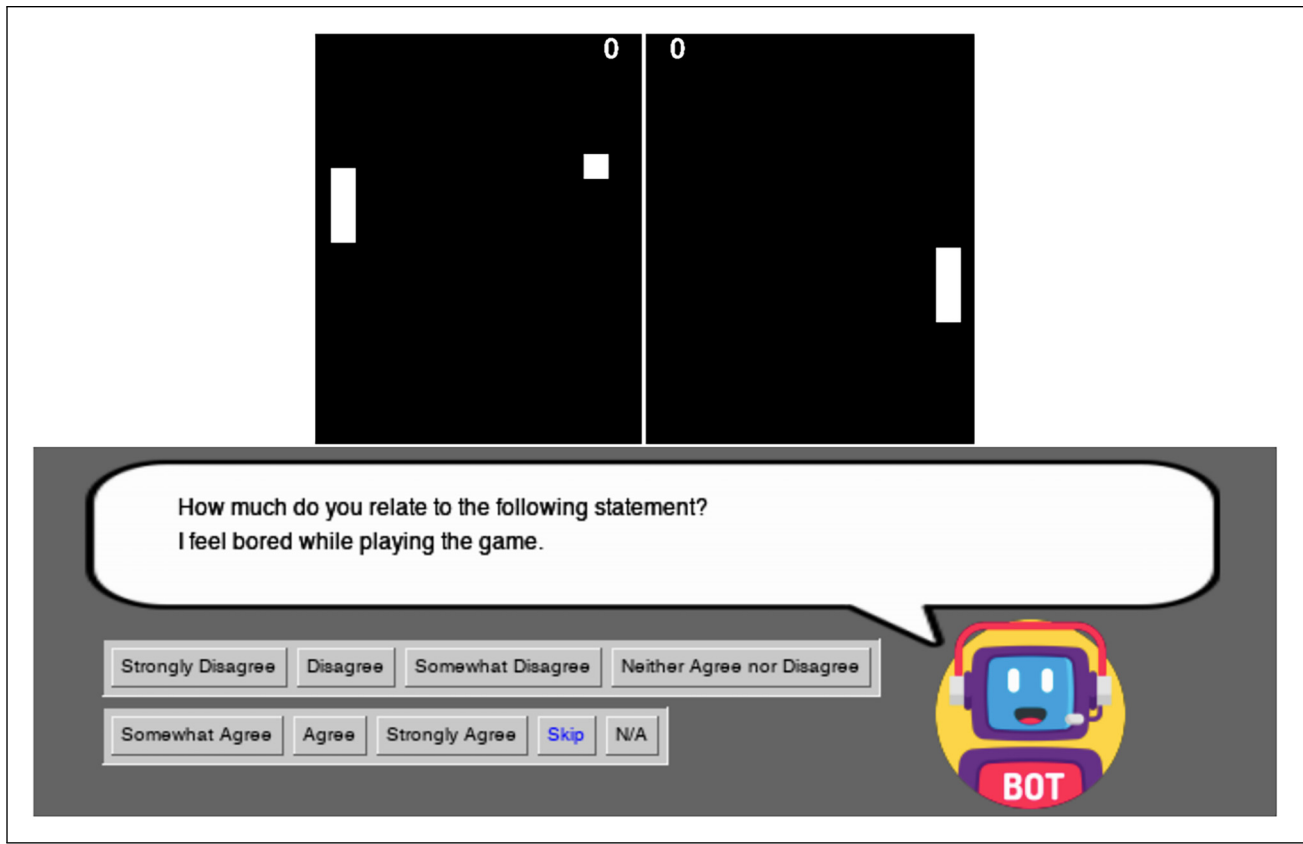 0 0
How much do you relate to the following statement?
I feel bored while playing the game.
Strongly Disagree Disagree Somewhat Disagree Neither Agree nor Disagree
Somewhat Agree Agree Strongly Agree Skip N/A
BOT